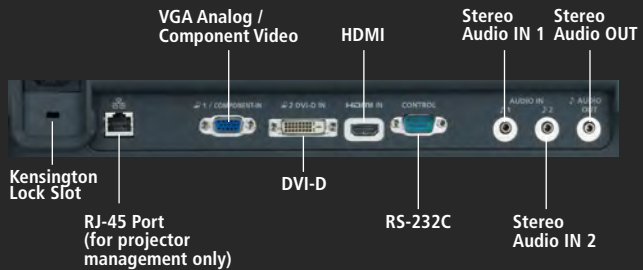 VGA Analog /
Component Video
HDMI
Stereo
Audio IN 1
Stereo
Audio OUT
1 / COMPONENT-IN
2 DVI-D IN
HDMI IN
CONTROL
AUDIO IN
1
2
AUDIO
OUT
Kensington
Lock Slot
RJ-45 Port
(for projector
management only)
DVI-D
RS-232C
Stereo
Audio IN 2